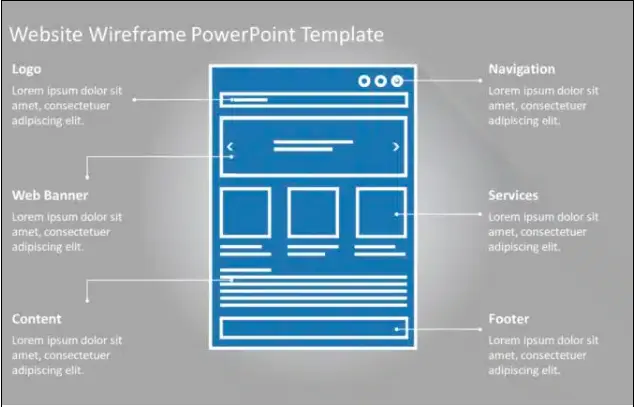 Website Wireframe PowerPoint Template
Logo
Lorem ipsum dolor sit
amet, consectetuer
adipiscing elit.
Navigation
Lorem ipsum dolor sit
amet, consectetuer
adipiscing elit.
Web Banner
Lorem ipsum dolor sit
amet, consectetuer
adipiscing elit.
Services
Lorem ipsum dolor sit
amet, consectetuer
adipiscing elit.
Content
Lorem ipsum dolor sit
amet, consectetuer
adipiscing elit.
Footer
Lorem ipsum dolor sit
amet, consectetuer
adipiscing elit.